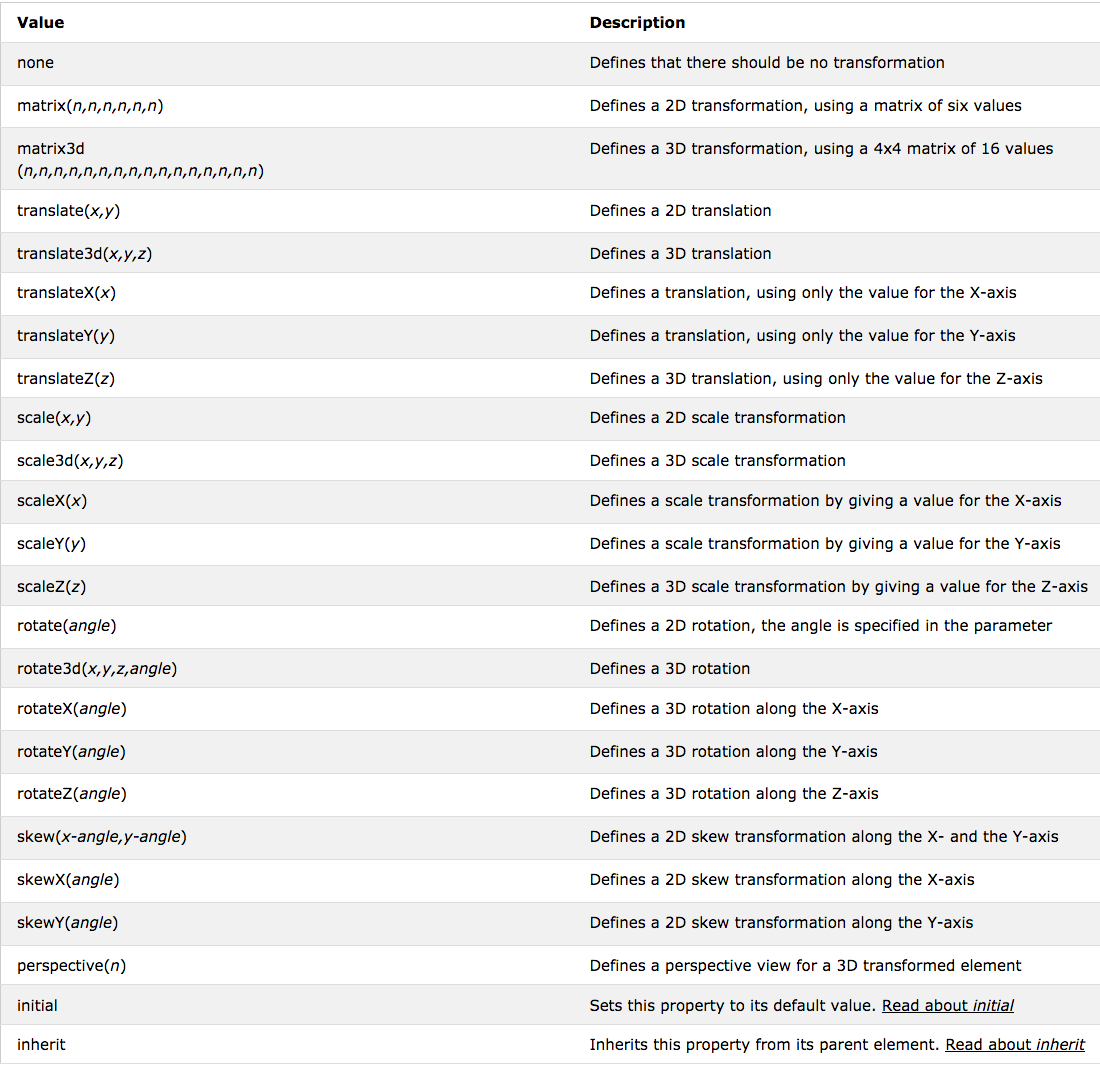 Value Description
none Defines that there should be no transformation
matrix(n,n,n,n,n,n) Defines a 2D transformation, using a matrix of six values
matrix3d Defines a 3D transformation, using a 4x4 matrix of 16 values
(n,n,n,n,n,n,n,n,n,n,n,n,n,n,n,n)
translate(x,y) Defines a 2D translation
translate3d(x,y,z) Defines a 3D translation
translateX(x) Defines a translation, using only the value for the X-axis
translateY(y) Defines a translation, using only the value for the Y-axis
translateZ(z) Defines a 3D translation, using only the value for the Z-axis
scale(x,y) Defines a 2D scale transformation
scale3d(x,y,z) Defines a 3D scale transformation
scaleX(x) Defines a scale transformation by giving a value for the X-axis
scaleY(y) Defines a scale transformation by giving a value for the Y-axis
scaleZ(z) Defines a 3D scale transformation by giving a value for the Z-axis
rotate(angle) Defines a 2D rotation, the angle is specified in the parameter
rotate3d(x,y,z,angle) Defines a 3D rotation
rotateX(angle) Defines a 3D rotation along the X-axis
rotateY(angle) Defines a 3D rotation along the Y-axis
rotateZ(angle) Defines a 3D rotation along the Z-axis
skew(x-angle,y-angle) Defines a 2D skew transformation along the X- and the Y-axis
skewX(angle) Defines a 2D skew transformation along the X-axis
skewY(angle) Defines a 2D skew transformation along the Y-axis
perspective(n) Defines a perspective view for a 3D transformed element
initial Sets this property to its default value. Read about initial
inherit Inherits this property from its parent element. Read about inherit